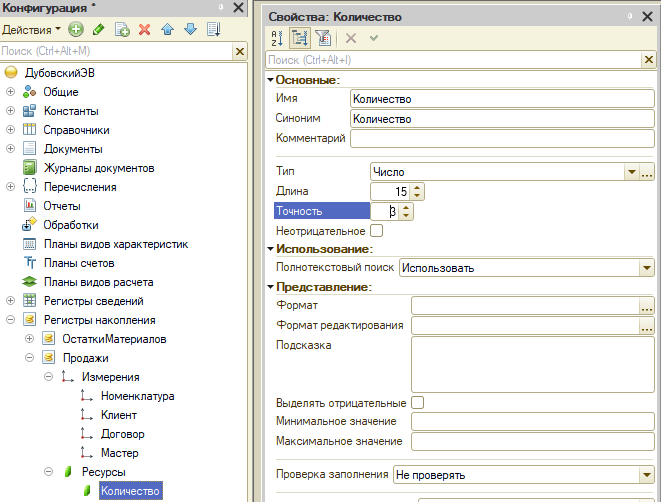 Конфигурация *
Действия
Поиск (Ctrl+Alt+M)
ДубовскийЭВ
Общие
Константы
Справочники
Документы
Журналы документов
Перечисления
Отчеты
Обработки
Планы видов характеристик
Планы счетов
Планы видов расчета
Регистры сведений
Регистры накопления
ОстаткиМатериалов
Продажи
Измерения
Номенклатура
Клиент
Договор
Мастер
Ресурсы
Количество
Свойства: Количество
Поиск (Ctrl+Alt+I)
Основные:
Имя Количество
Синоним Количество
Комментарий
Тип Число
Длина 15
Точность 3
Неотрицательное
Использование:
Полнотекстовый поиск Использовать
Представление:
Формат
Формат редактирования
Подсказка
Выделять отрицательные
Минимальное значение
Максимальное значение
Проверка заполнения Не проверять